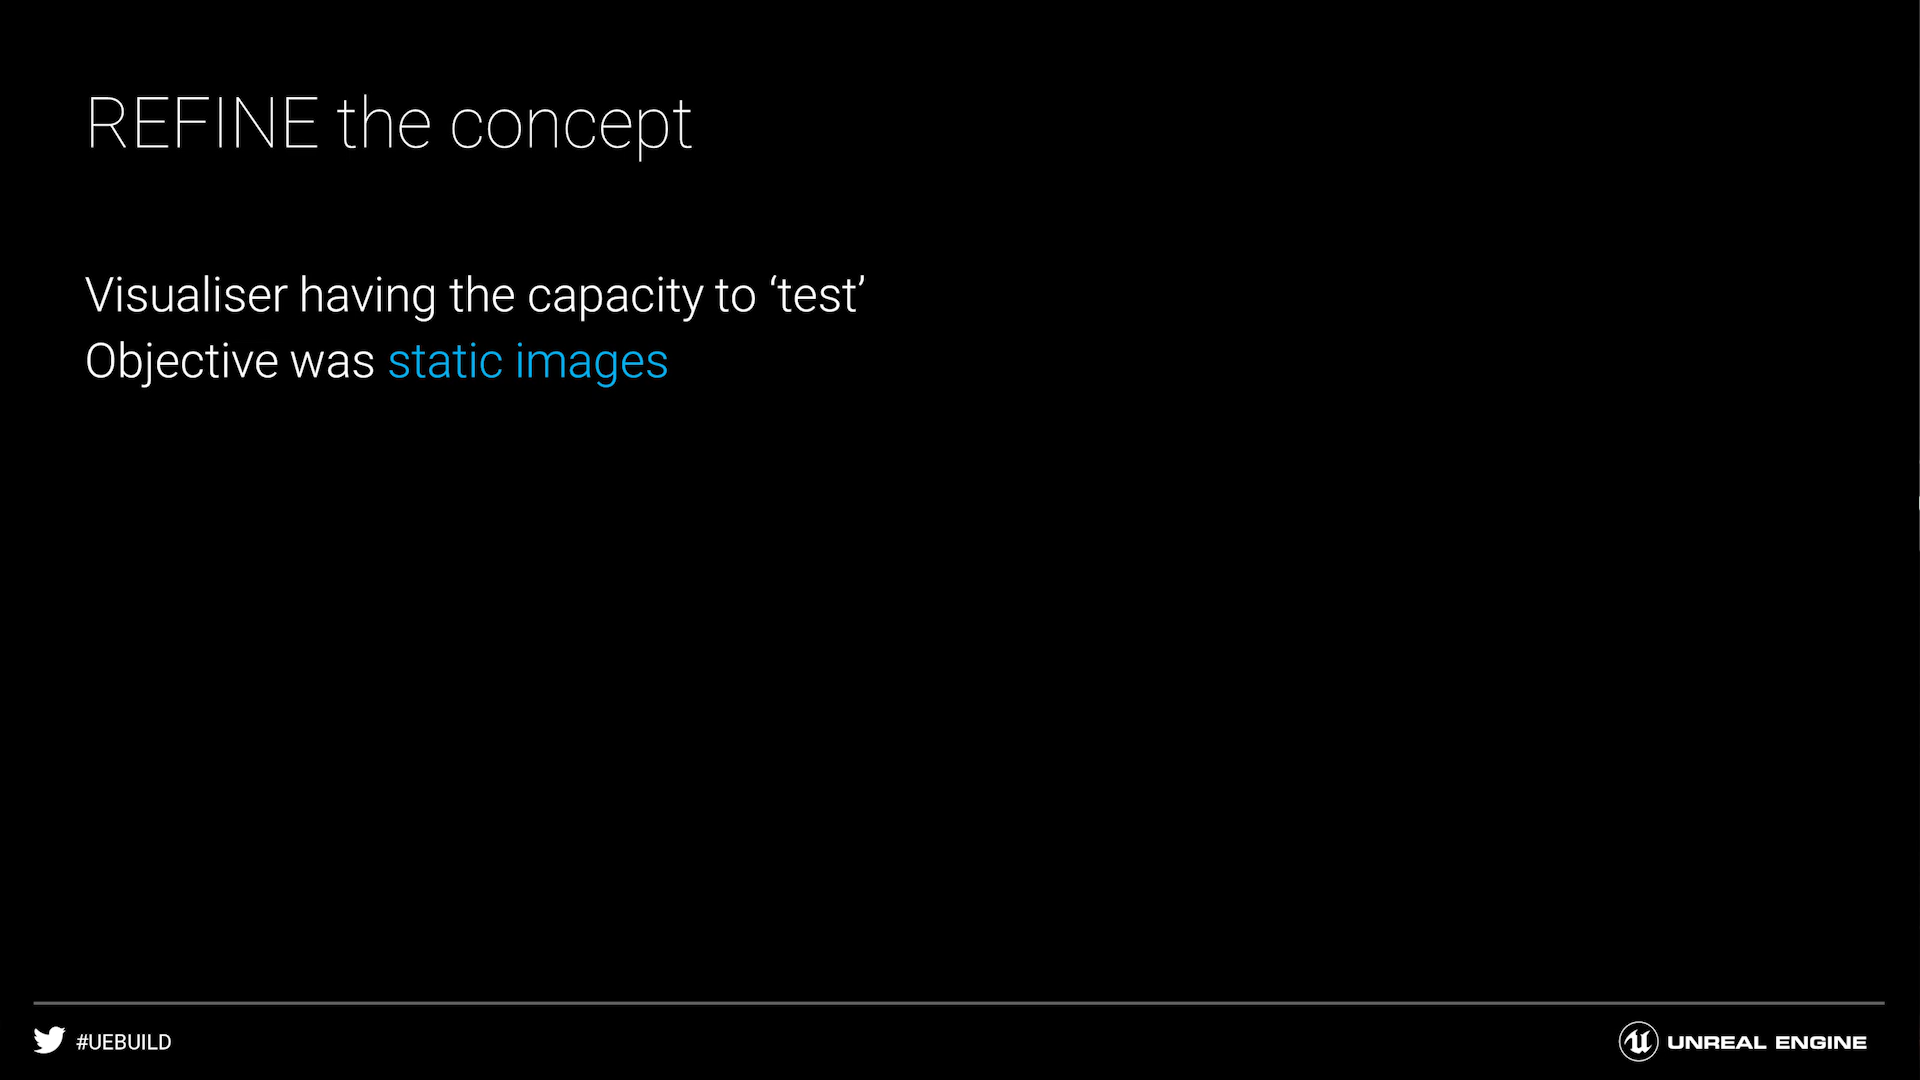 REFINE the concept
Visualiser having the capacity to ‘test’
Objective was static images
#UEBUILD
UNREAL ENGINE